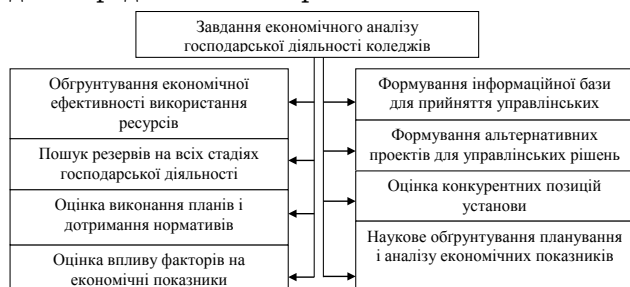 Завдання економічного аналізу
господарської діяльності коледжів
Обгрунтування економічної
ефективності використання
ресурсів
Пошук резервів на всіх стадіях
господарської діяльності
Оцінка виконання планів і
дотримання нормативів
Оцінка впливу факторів на
економічні показники
Формування інформаційної бази
для прийняття управлінських
Формування альтернативних
проектів для управлінських рішень
Оцінка конкурентних позицій
установи
Наукове обґрунтування планування
і аналізу економічних показників